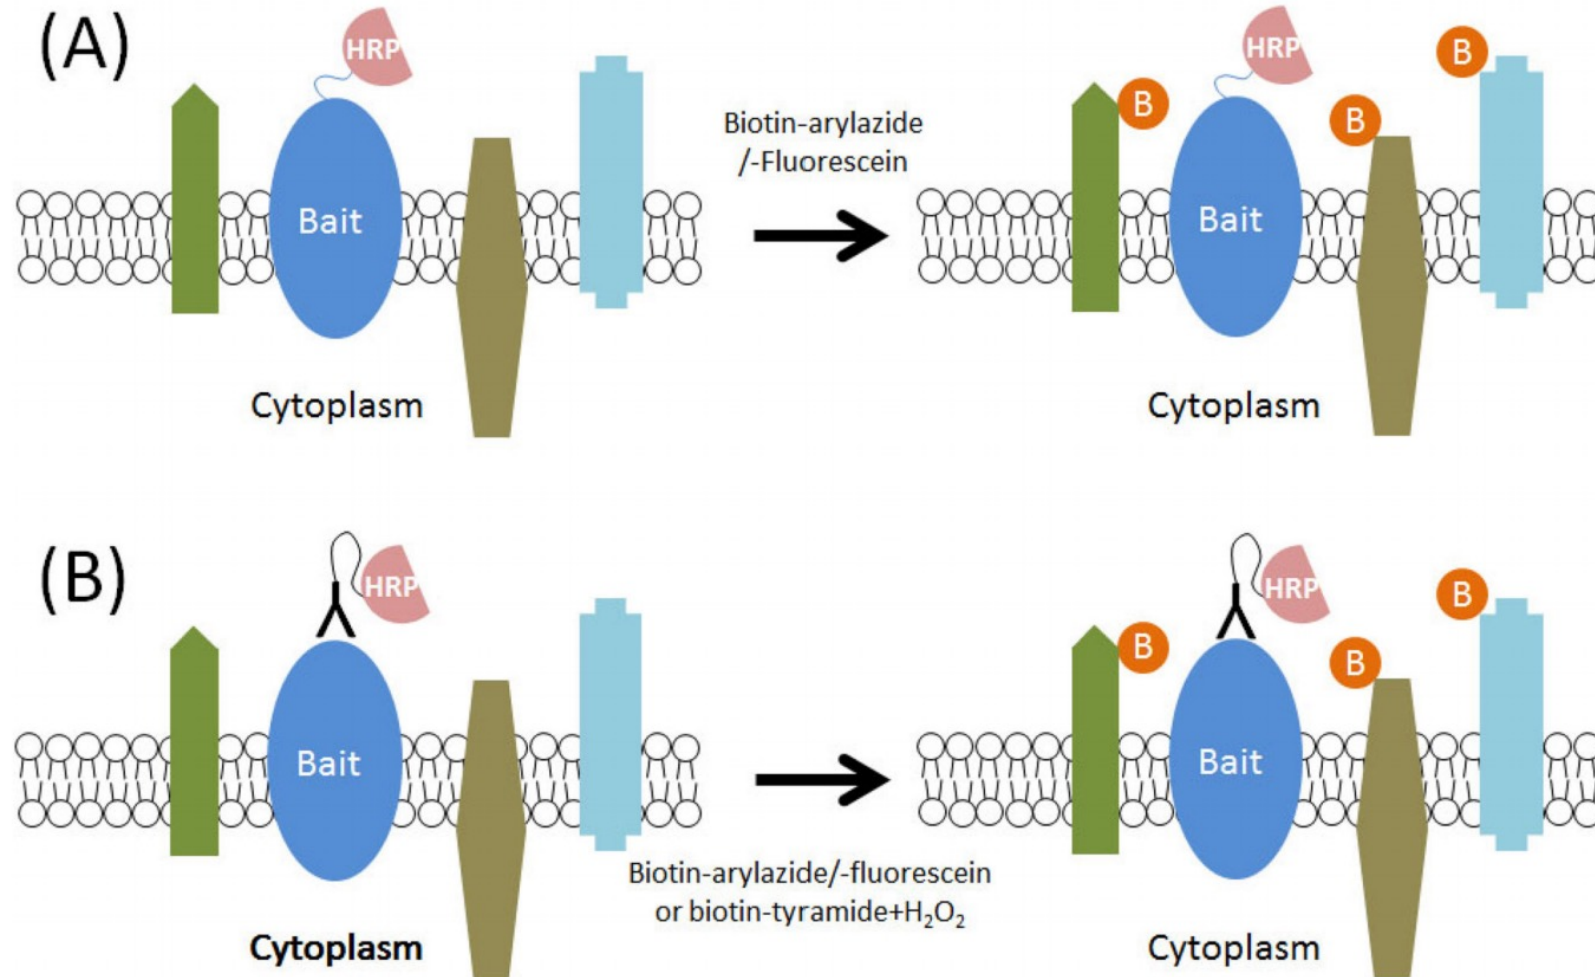 (A)
HRP
HRP
B
B
B
Biotin-arylazide
/-Fluorescein
Bait
Bait
Cytoplasm
Cytoplasm
(B)
HRP
HRP
B
B
B
Bait
Bait
Biotin-arylazide/-fluorescein
or biotin-tyramide+H₂O₂
Cytoplasm
Cytoplasm